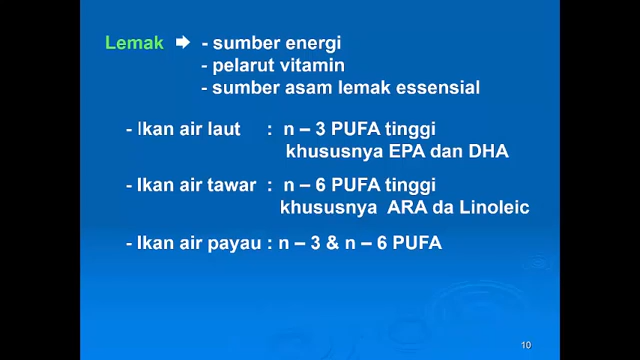 Lemak ➡ - sumber energi
- pelarut vitamin
- sumber asam lemak essensial
- Ikan air laut : n – 3 PUFA tinggi
khususnya EPA dan DHA
- Ikan air tawar : n – 6 PUFA tinggi
khususnya ARA da Linoleic
- Ikan air payau : n – 3 & n – 6 PUFA
10